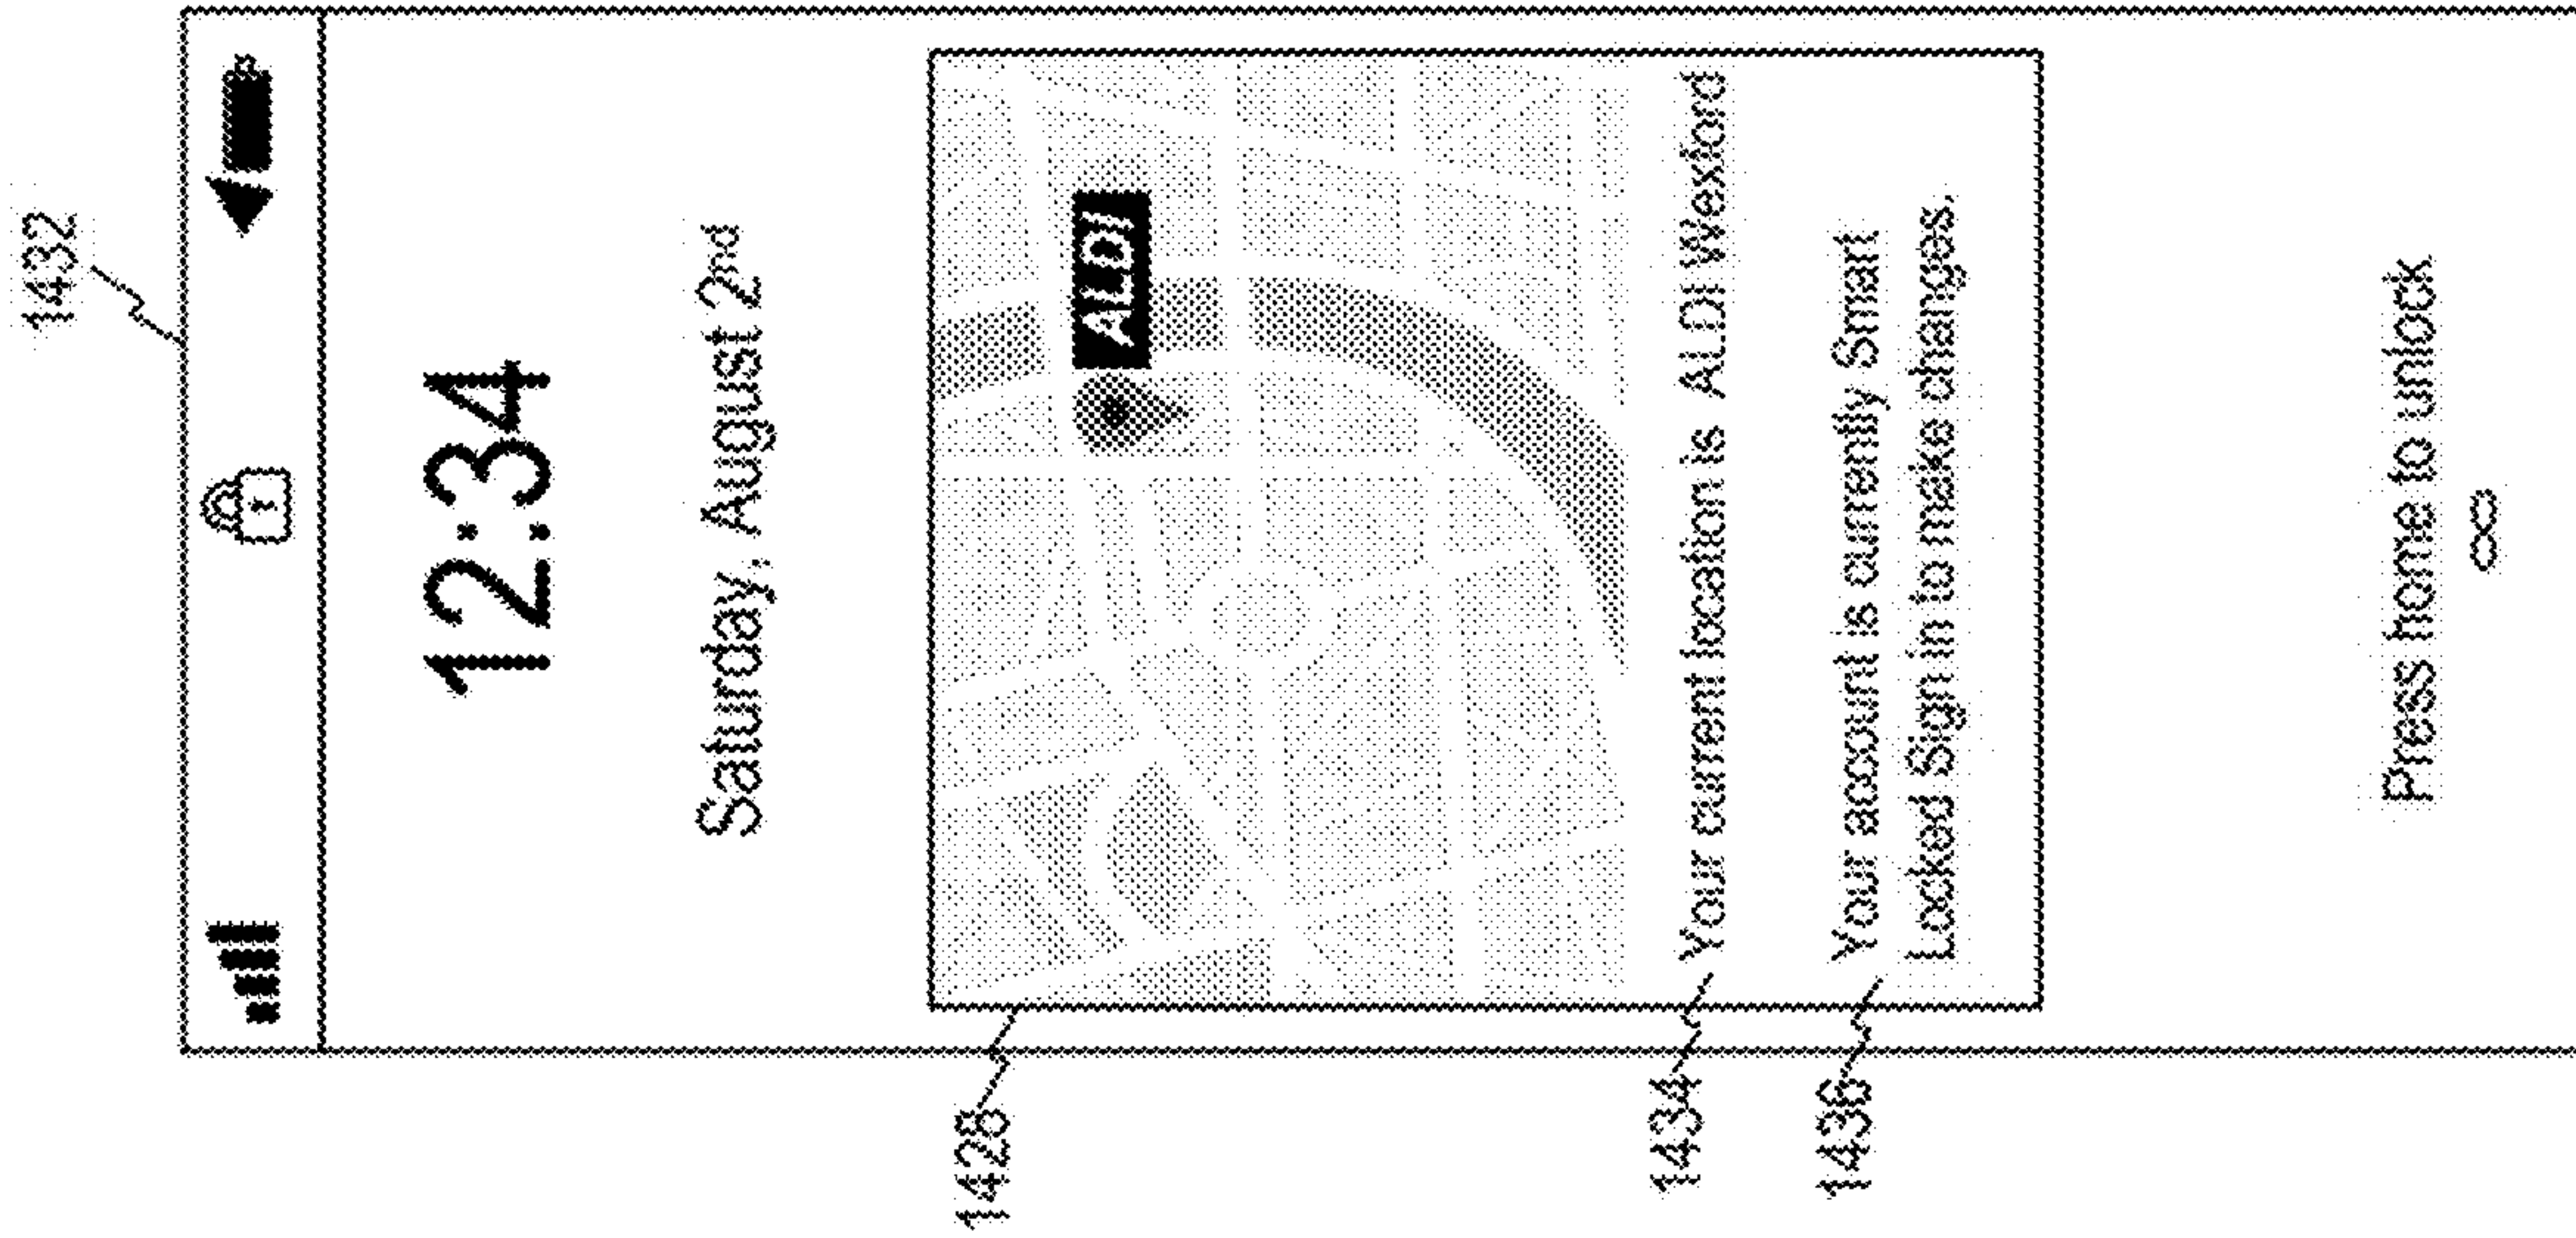 1432
12:34
Saturday, August 2nd
ALDI
1428
1434
Your current location is ALDI Wexford
1436
Your account is currently Smart
Locked Sign in to make changes.
Press home to unlock